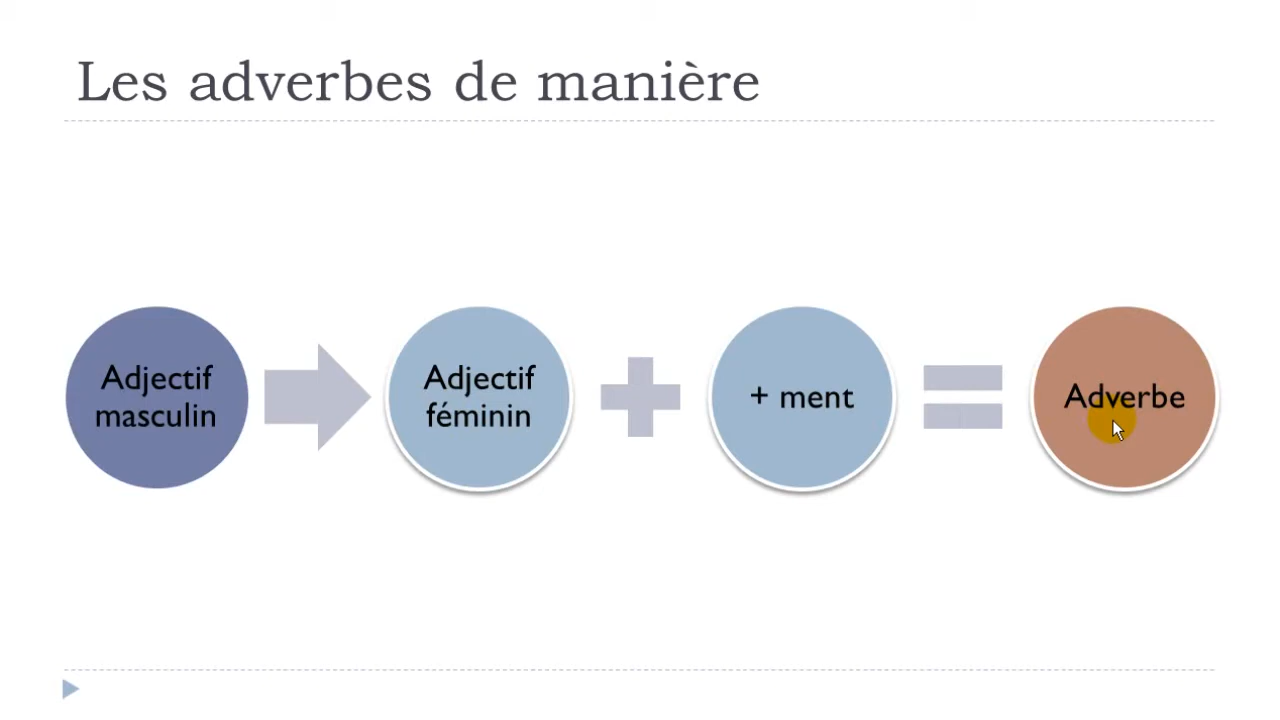 Les adverbes de manière
Adjectif
masculin
Adjectif
féminin
+ ment
Adverbe